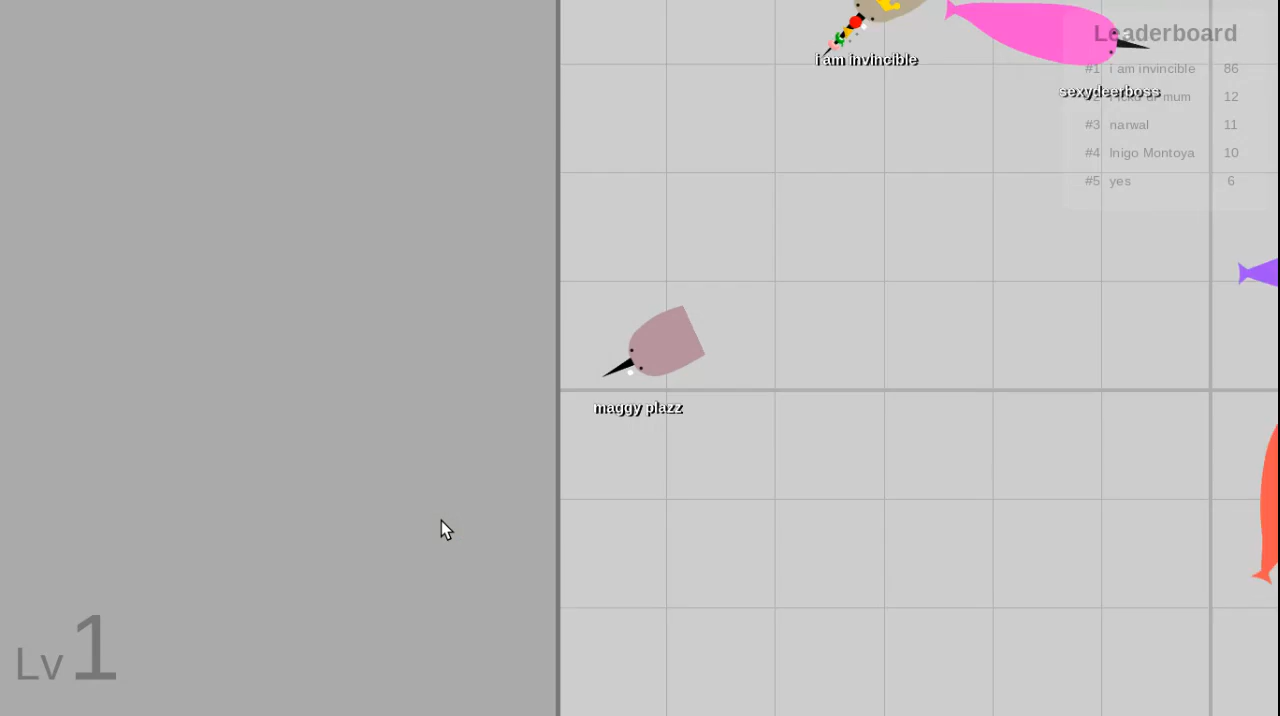 Leaderboard
i am invincible
#1 i am invincible 86
sexydeerboss
mum 12
#3 narwal 11
#4 Inigo Montoya 10
#5 yes 6
maggy plazz
Lv 1